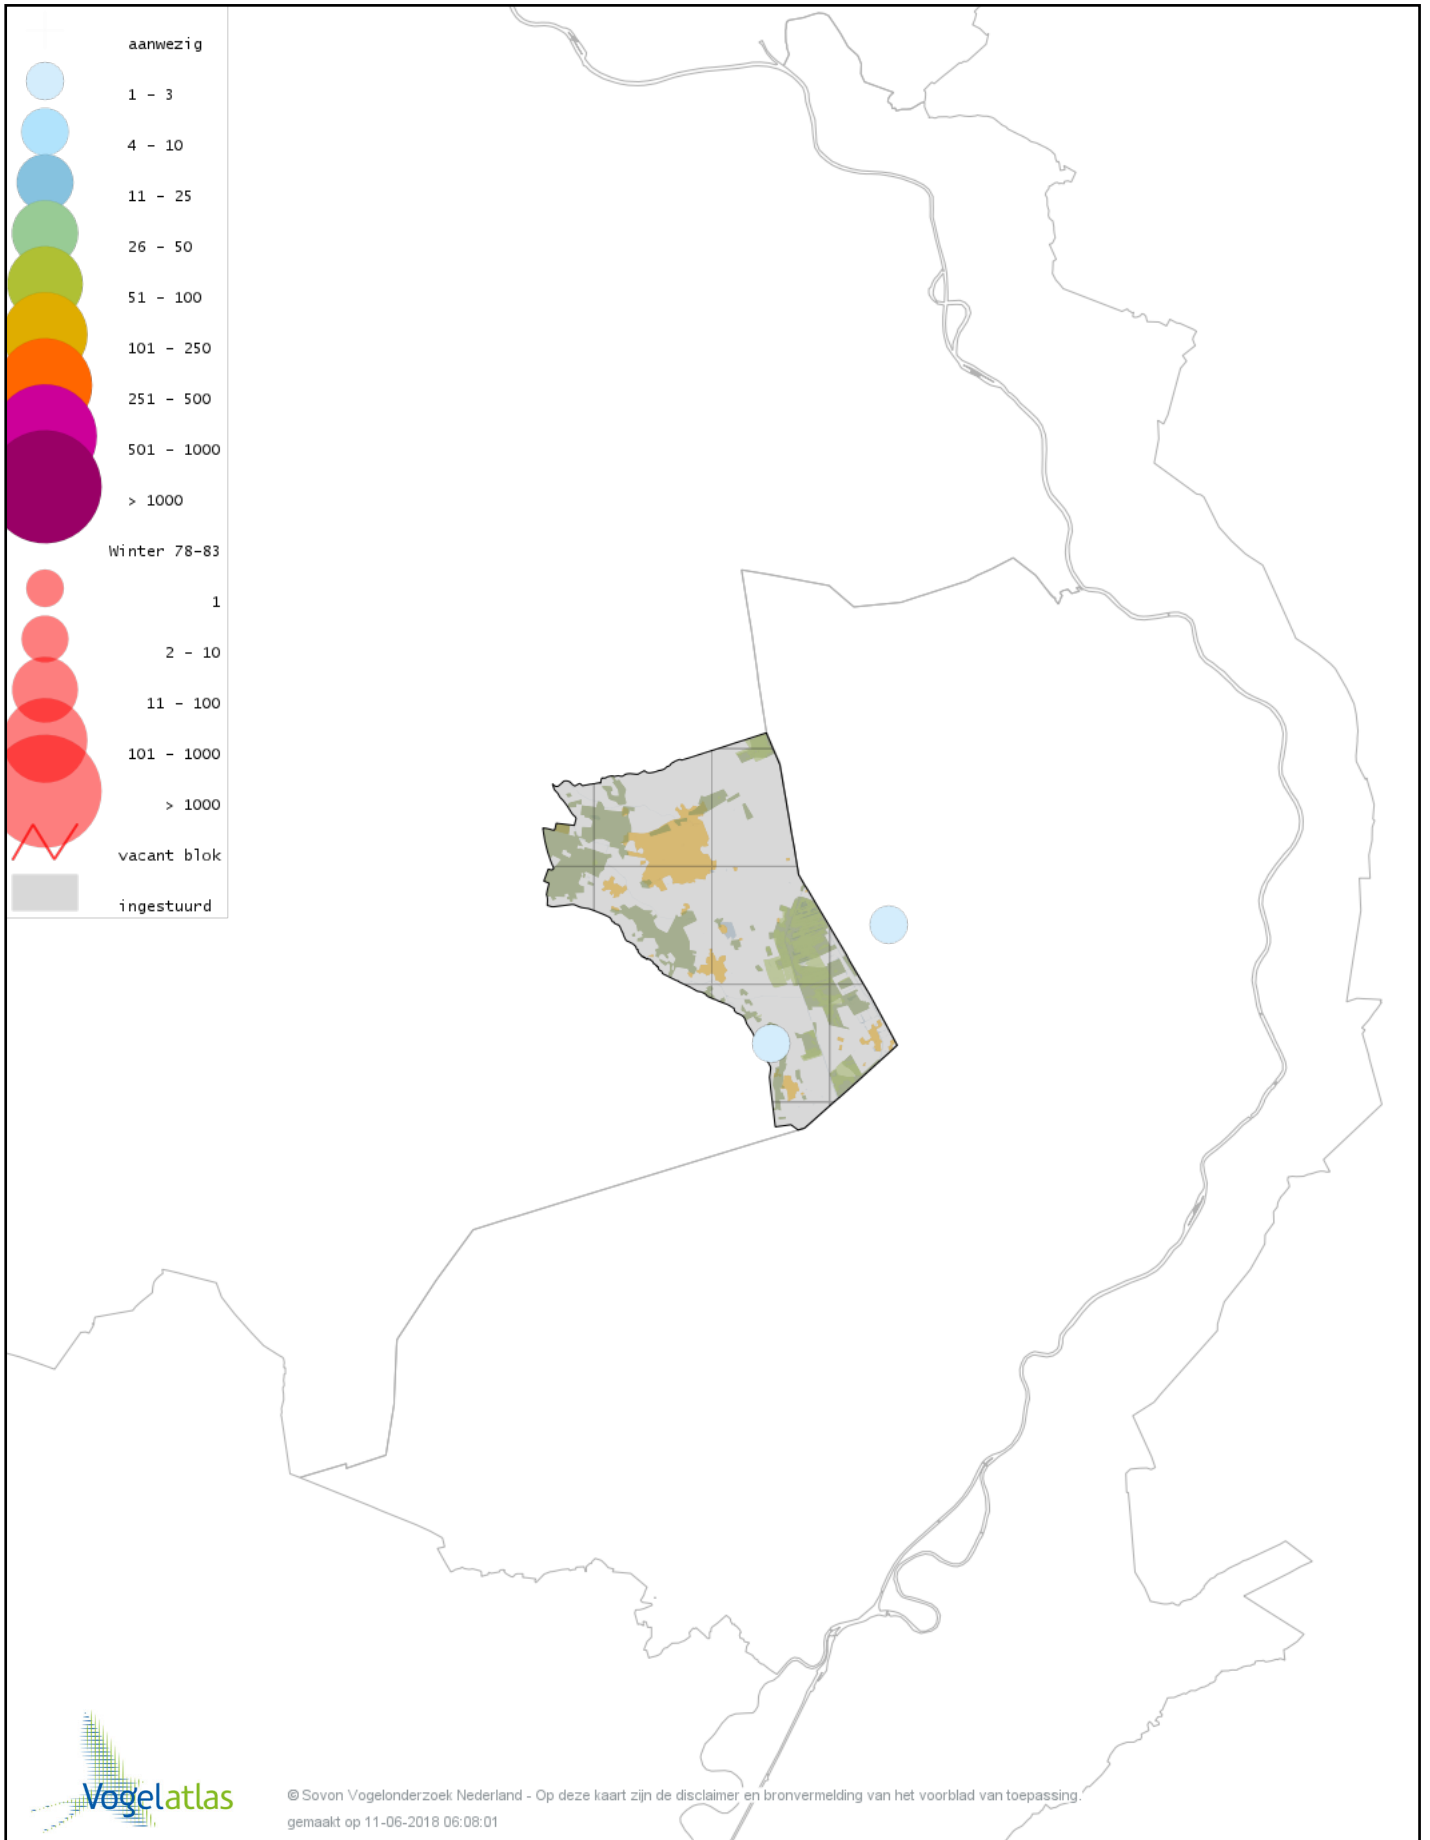 aanwezig
1 - 3
4 - 10
11 - 25
26 - 50
51 - 100
101 - 250
251 - 500
501 - 1000
> 1000
Winter 78-83
1
2 - 10
11 - 100
101 - 1000
> 1000
vacant blok
ingestuurd
Vogelatlas
© Sovon Vogelonderzoek Nederland - Op deze kaart zijn de disclaimer en bronvermelding van het voorblad van toepassing.
gemaakt op 11-06-2018 06:08:01